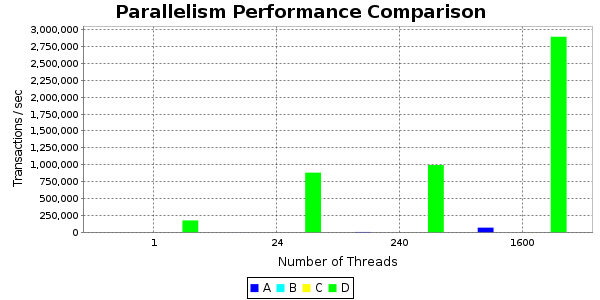 Parallelism Performance Comparison
3,000,000
2,750,000
2,500,000
2,250,000
2,000,000
1,750,000
1,500,000
1,250,000
1,000,000
750,000
500,000
250,000
0
Transactions / sec
1 24 240 1600
Number of Threads
A B C D